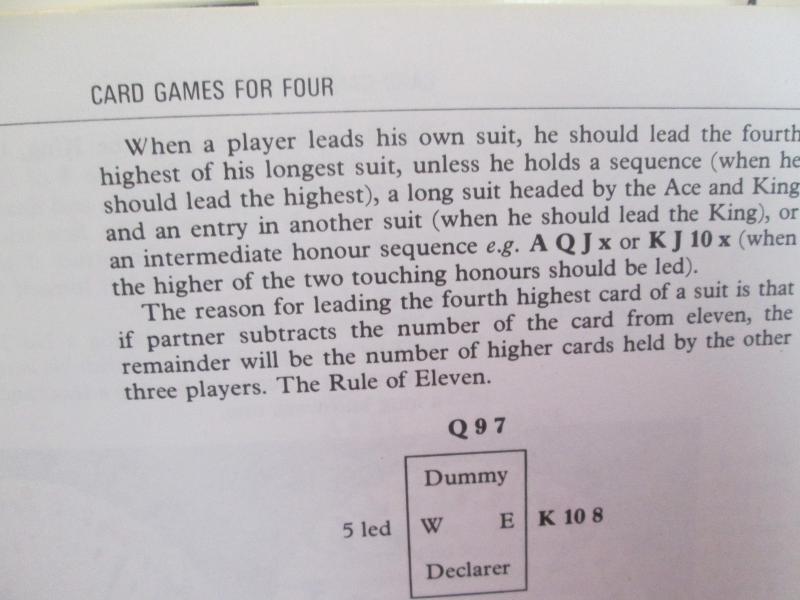 CARD GAMES FOR FOUR
When a player leads his own suit, he should lead the fourth
highest of his longest suit, unless he holds a sequence (when he
should lead the highest), a long suit headed by the Ace and King
and an entry in another suit (when he should lead the King), or
an intermediate honour sequence e.g. A Q J x or K J 10 x (when
the higher of the two touching honours should be led).
The reason for leading the fourth highest card of a suit is that
if partner subtracts the number of the card from eleven, the
remainder will be the number of higher cards held by the other
three players. The Rule of Eleven.
Q 9 7
Dummy
5 led W E K 10 8
Declarer